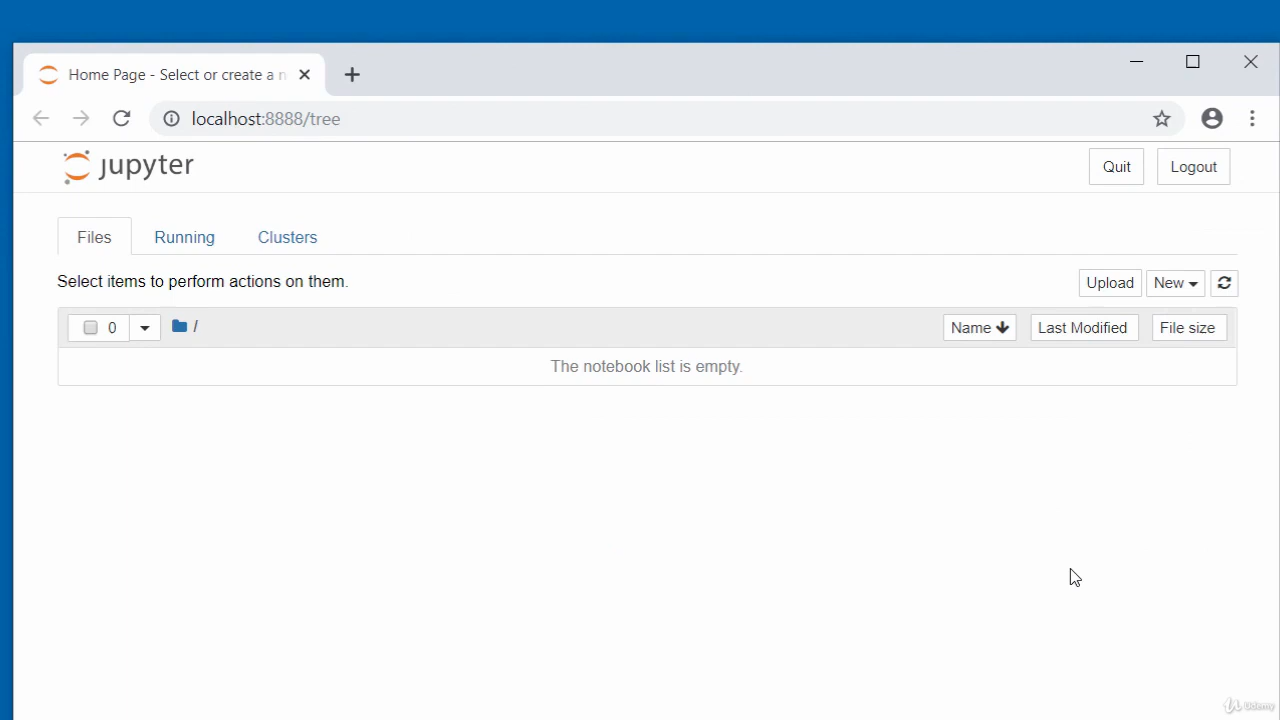 Home Page - Select or create a n
localhost:8888/tree
jupyter
Quit
Logout
Files
Running
Clusters
Select items to perform actions on them.
Upload
New
0
/
Name
Last Modified
File size
The notebook list is empty.
Udemy